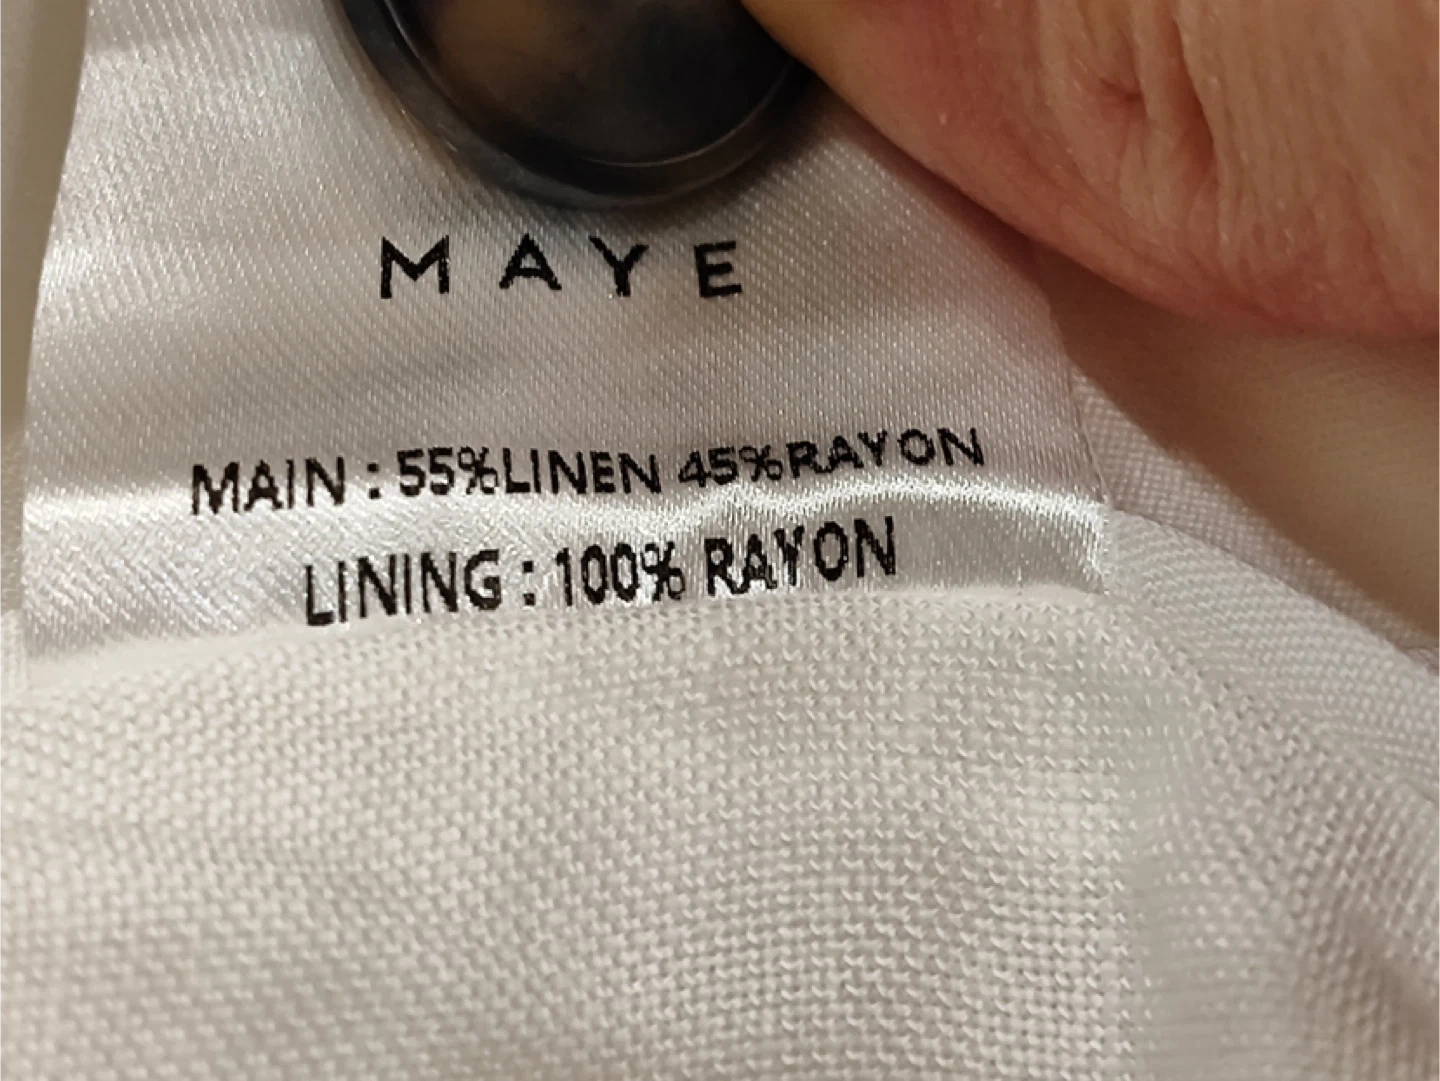 MAYE
MAIN : 55%LINEN 45%RAYON
LINING : 100% RAYON